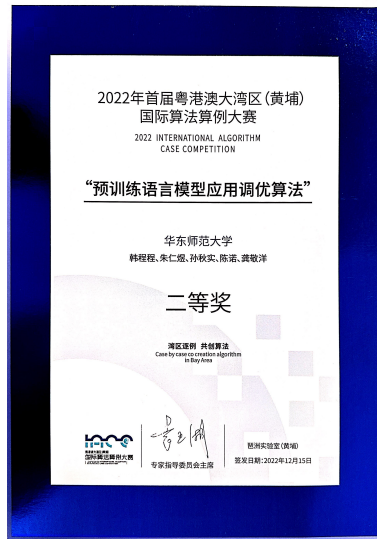 2022年首届粤港澳大湾区（黄埔）
国际算法算例大赛
2022 INTERNATIONAL ALGORITHM
CASE COMPETITION
“预训练语言模型应用调优算法”
华东师范大学
韩程程、朱仁煜、孙秋实、陈诺、龚敬洋
二等奖
湾区逐例 共创算法
Case by case co creation algorithm
in Bay Area
国际算法算例大赛
专家指导委员会主席
琶洲实验室（黄埔）
签发日期：2022年12月15日